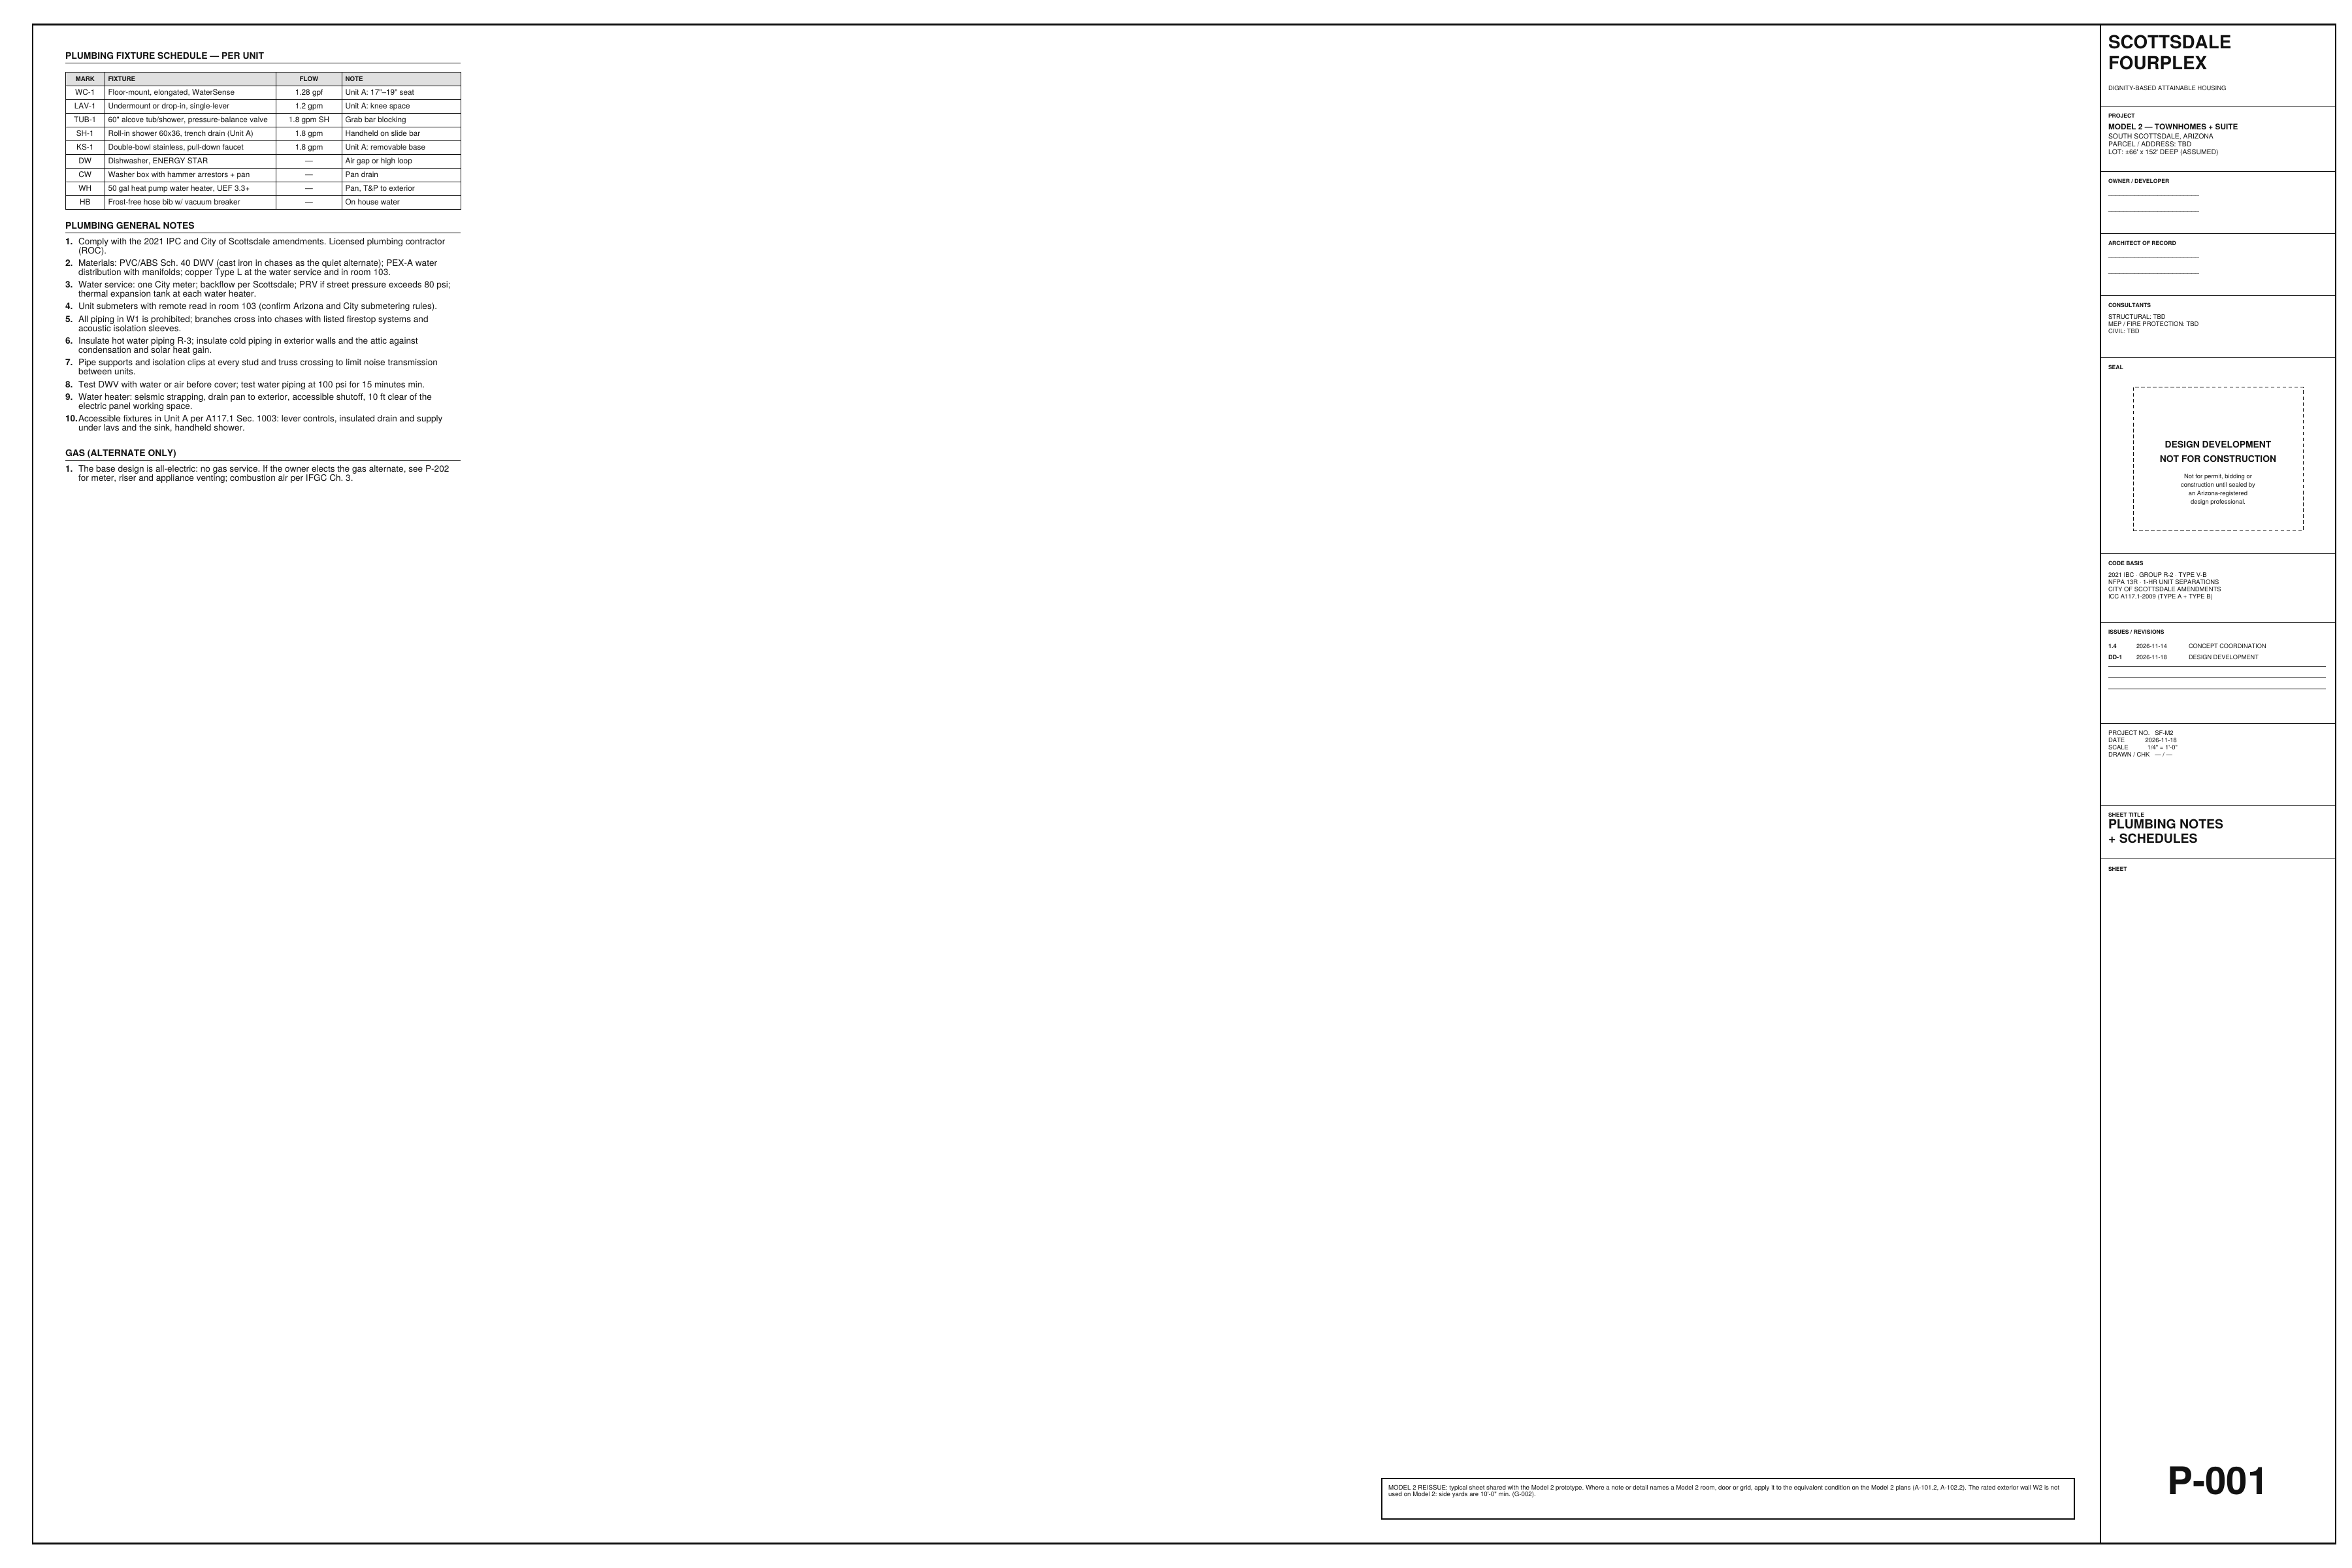 PLUMBING FIXTURE SCHEDULE — PER UNIT
MARK FIXTURE FLOW NOTE
WC-1 Floor-mount, elongated, WaterSense 1.28 gpf Unit A: 17"–19" seat
LAV-1 Undermount or drop-in, single-lever 1.2 gpm Unit A: knee space
TUB-1 60" alcove tub/shower, pressure-balance valve 1.8 gpm SH Grab bar blocking
SH-1 Roll-in shower 60x36, trench drain (Unit A) 1.8 gpm Handheld on slide bar
KS-1 Double-bowl stainless, pull-down faucet 1.8 gpm Unit A: removable base
DW Dishwasher, ENERGY STAR — Air gap or high loop
CW Washer box with hammer arrestors + pan — Pan drain
WH 50 gal heat pump water heater, UEF 3.3+ — Pan, T&P to exterior
HB Frost-free hose bib w/ vacuum breaker — On house water
PLUMBING GENERAL NOTES
1. Comply with the 2021 IPC and City of Scottsdale amendments. Licensed plumbing contractor
(ROC).
2. Materials: PVC/ABS Sch. 40 DWV (cast iron in chases as the quiet alternate); PEX-A water
distribution with manifolds; copper Type L at the water service and in room 103.
3. Water service: one City meter; backflow per Scottsdale; PRV if street pressure exceeds 80 psi;
thermal expansion tank at each water heater.
4. Unit submeters with remote read in room 103 (confirm Arizona and City submetering rules).
5. All piping in W1 is prohibited; branches cross into chases with listed firestop systems and
acoustic isolation sleeves.
6. Insulate hot water piping R-3; insulate cold piping in exterior walls and the attic against
condensation and solar heat gain.
7. Pipe supports and isolation clips at every stud and truss crossing to limit noise transmission
between units.
8. Test DWV with water or air before cover; test water piping at 100 psi for 15 minutes min.
9. Water heater: seismic strapping, drain pan to exterior, accessible shutoff, 10 ft clear of the
electric panel working space.
10. Accessible fixtures in Unit A per A117.1 Sec. 1003: lever controls, insulated drain and supply
under lavs and the sink, handheld shower.
GAS (ALTERNATE ONLY)
1. The base design is all-electric: no gas service. If the owner elects the gas alternate, see P-202
for meter, riser and appliance venting; combustion air per IFGC Ch. 3.
MODEL 2 REISSUE: typical sheet shared with the Model 2 prototype. Where a note or detail names a Model 2 room, door or grid, apply it to the equivalent condition on the Model 2 plans (A-101.2, A-102.2). The rated exterior wall W2 is not
used on Model 2: side yards are 10'-0" min. (G-002).
SCOTTSDALE
FOURPLEX
DIGNITY-BASED ATTAINABLE HOUSING
PROJECT
MODEL 2 — TOWNHOMES + SUITE
SOUTH SCOTTSDALE, ARIZONA
PARCEL / ADDRESS: TBD
LOT: ±66' x 152' DEEP (ASSUMED)
OWNER / DEVELOPER
ARCHITECT OF RECORD
CONSULTANTS
STRUCTURAL: TBD
MEP / FIRE PROTECTION: TBD
CIVIL: TBD
SEAL
DESIGN DEVELOPMENT
NOT FOR CONSTRUCTION
Not for permit, bidding or
construction until sealed by
an Arizona-registered
design professional.
CODE BASIS
2021 IBC · GROUP R-2 · TYPE V-B
NFPA 13R · 1-HR UNIT SEPARATIONS
CITY OF SCOTTSDALE AMENDMENTS
ICC A117.1-2009 (TYPE A + TYPE B)
ISSUES / REVISIONS
1.4 2026-11-14 CONCEPT COORDINATION
DD-1 2026-11-18 DESIGN DEVELOPMENT
PROJECT NO. SF-M2
DATE 2026-11-18
SCALE 1/4" = 1'-0"
DRAWN / CHK — / —
SHEET TITLE
PLUMBING NOTES
+ SCHEDULES
SHEET
P-001